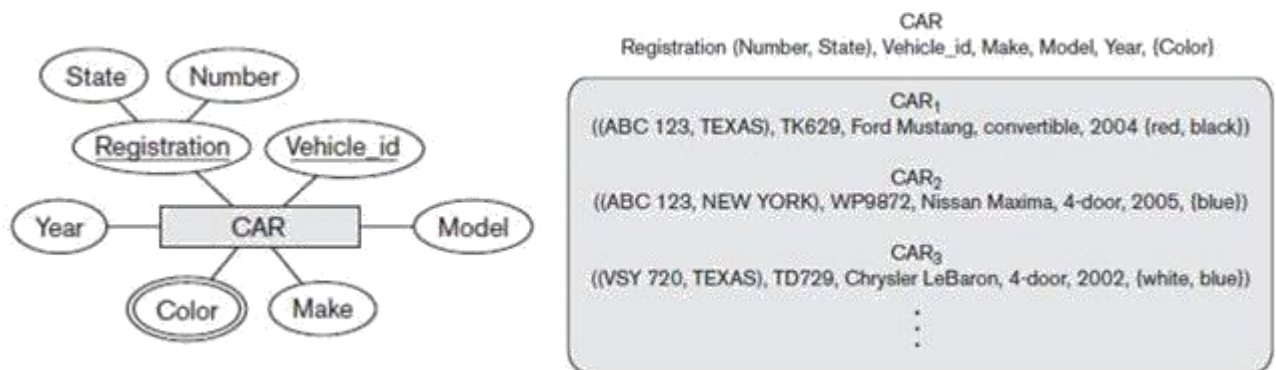 State
Number
Registration
Vehicle_id
Year
CAR
Model
Color
Make
CAR
Registration (Number, State), Vehicle_id, Make, Model, Year, {Color}
CAR₁
((ABC 123, TEXAS), TK629, Ford Mustang, convertible, 2004 {red, black})
CAR₂
((ABC 123, NEW YORK), WP9872, Nissan Maxima, 4-door, 2005, {blue})
CAR₃
((VSY 720, TEXAS), TD729, Chrysler LeBaron, 4-door, 2002, {white, blue})